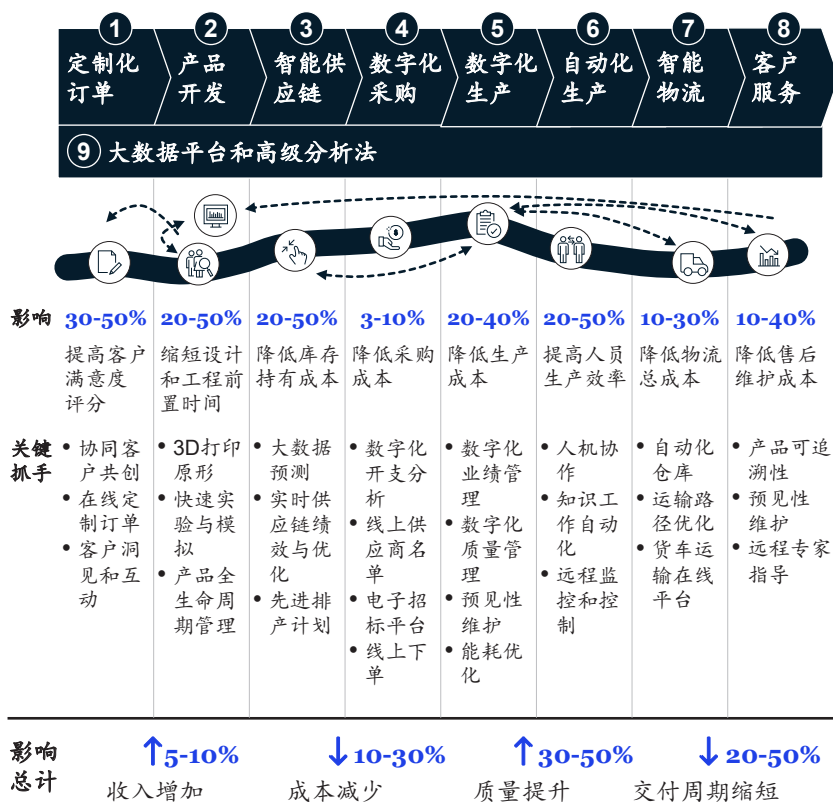 1 2 3 4 5 6 7 8
定制化 产品 智能供 数字化 数字化 自动化 智能 客户
订单 开发 应链 采购 生产 生产 物流 服务
9 大数据平台和高级分析法
影响 30-50% 20-50% 20-50% 3-10% 20-40% 20-50% 10-30% 10-40%
提高客户 缩短设计 降低库存 降低采购 降低生产 提高人员 降低物流 降低售后
满意度 和工程前 持有成本 成本 成本 生产效率 总成本 维护成本
评分 置时间
关键
抓手
• 协同客
户共创
• 在线定
制订单
• 客户洞
见和互
动
• 3D打印
原形
• 快速实
验与模
拟
• 产品全
生命周
期管理
• 大数据
预测
• 实时供
应链绩
效与优
化
• 先进排
产计划
• 数字化
开支分
析
• 线上供
应商名
单
• 电子招
标平台
• 线上下
单
• 数字化
业绩管
理
• 数字化
质量管
理
• 预见性
维护
• 能耗优
化
• 人机协
作
• 知识工
作自动
化
• 远程监
控和控
制
• 自动化
仓库
• 运输路
径优化
• 货车运
输在线
平台
• 产品可追
溯性
• 预见性
维护
• 远程专家
指导
影响
总计
↑5-10% ↓10-30% ↑30-50% ↓20-50%
收入增加 成本减少 质量提升 交付周期缩短